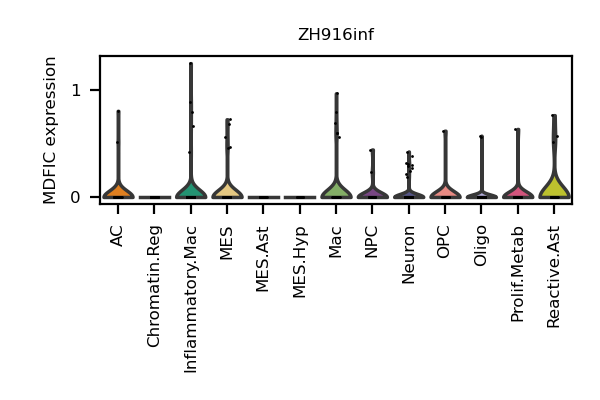 ZH916inf
MDFIC expression
1
0
AC
Chromatin.Reg
Inflammatory.Mac
MES
MES.Ast
MES.Hyp
Mac
NPC
Neuron
OPC
Oligo
Prolif.Metab
Reactive.Ast